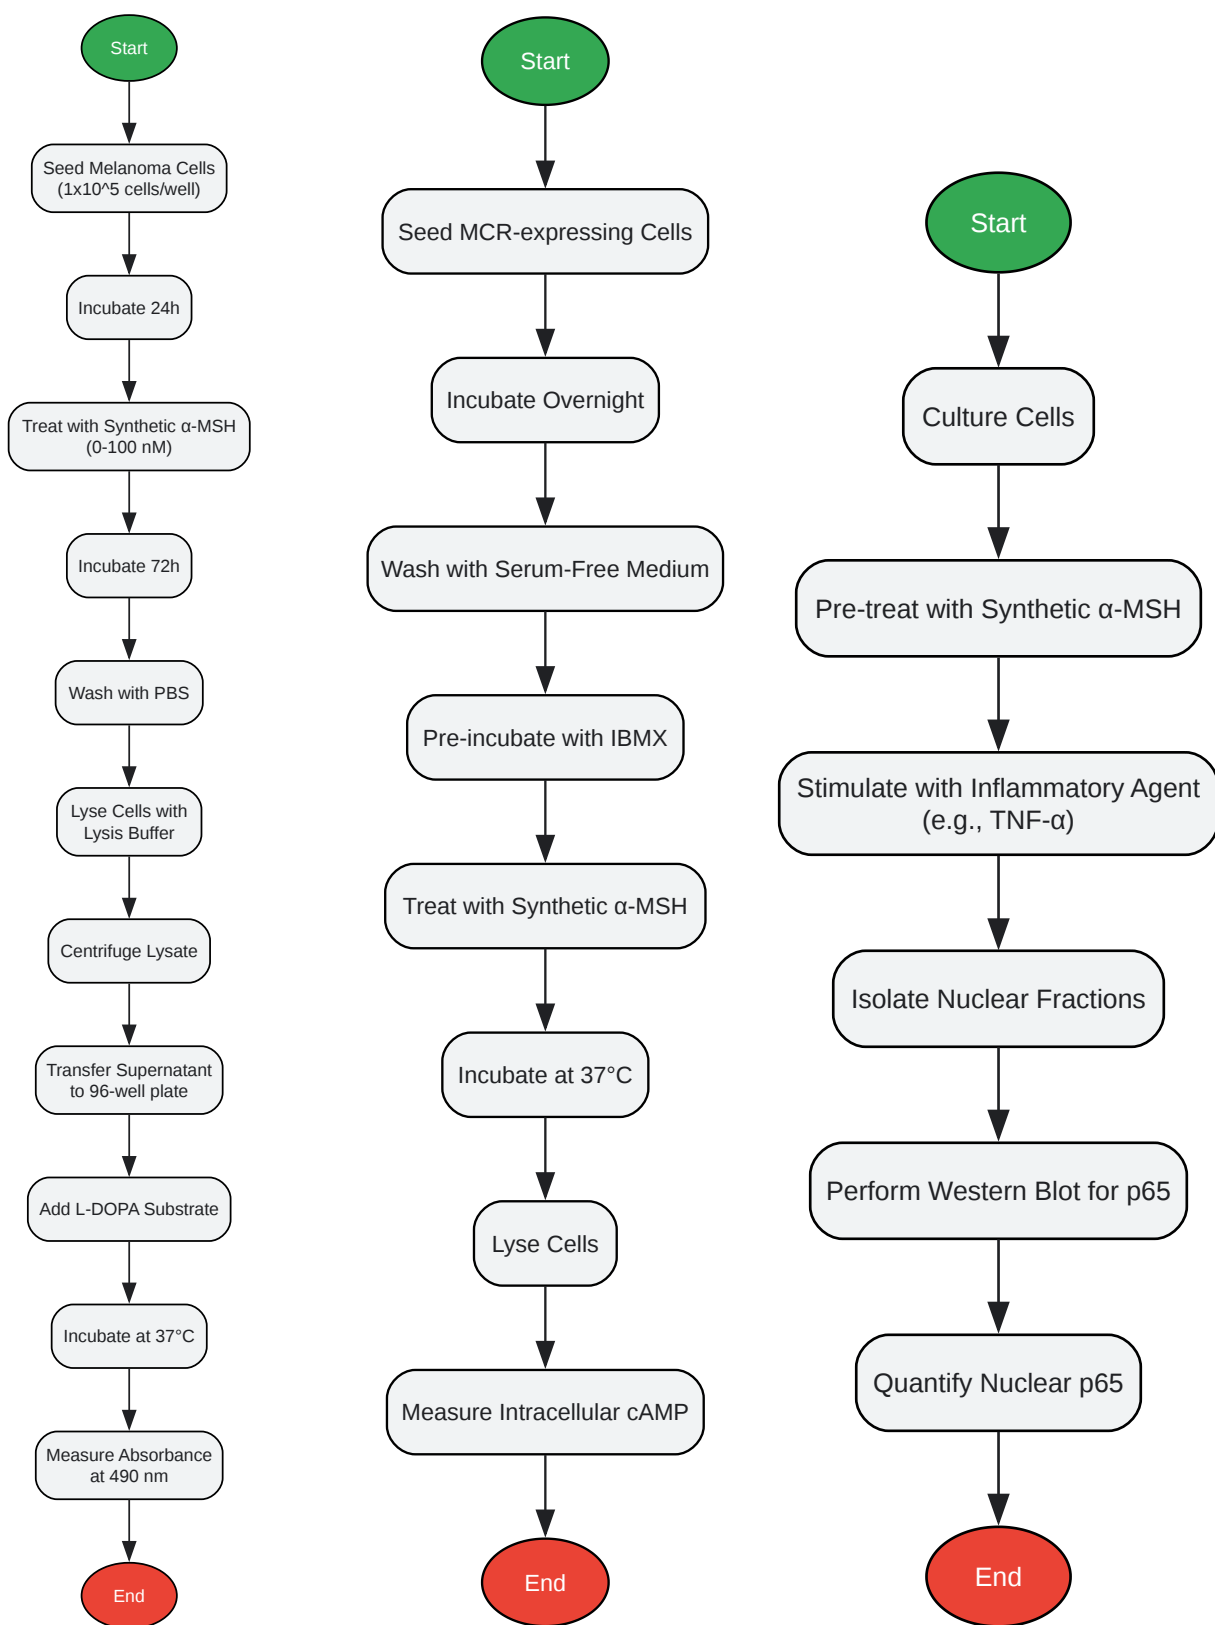 Start
Seed Melanoma Cells
(1x10^5 cells/well)
Incubate 24h
Treat with Synthetic α-MSH
(0-100 nM)
Incubate 72h
Wash with PBS
Lyse Cells with
Lysis Buffer
Centrifuge Lysate
Transfer Supernatant
to 96-well plate
Add L-DOPA Substrate
Incubate at 37°C
Measure Absorbance
at 490 nm
End
Start
Seed MCR-expressing Cells
Incubate Overnight
Wash with Serum-Free Medium
Pre-incubate with IBMX
Treat with Synthetic α-MSH
Incubate at 37°C
Lyse Cells
Measure Intracellular cAMP
End
Start
Culture Cells
Pre-treat with Synthetic α-MSH
Stimulate with Inflammatory Agent
(e.g., TNF-α)
Isolate Nuclear Fractions
Perform Western Blot for p65
Quantify Nuclear p65
End